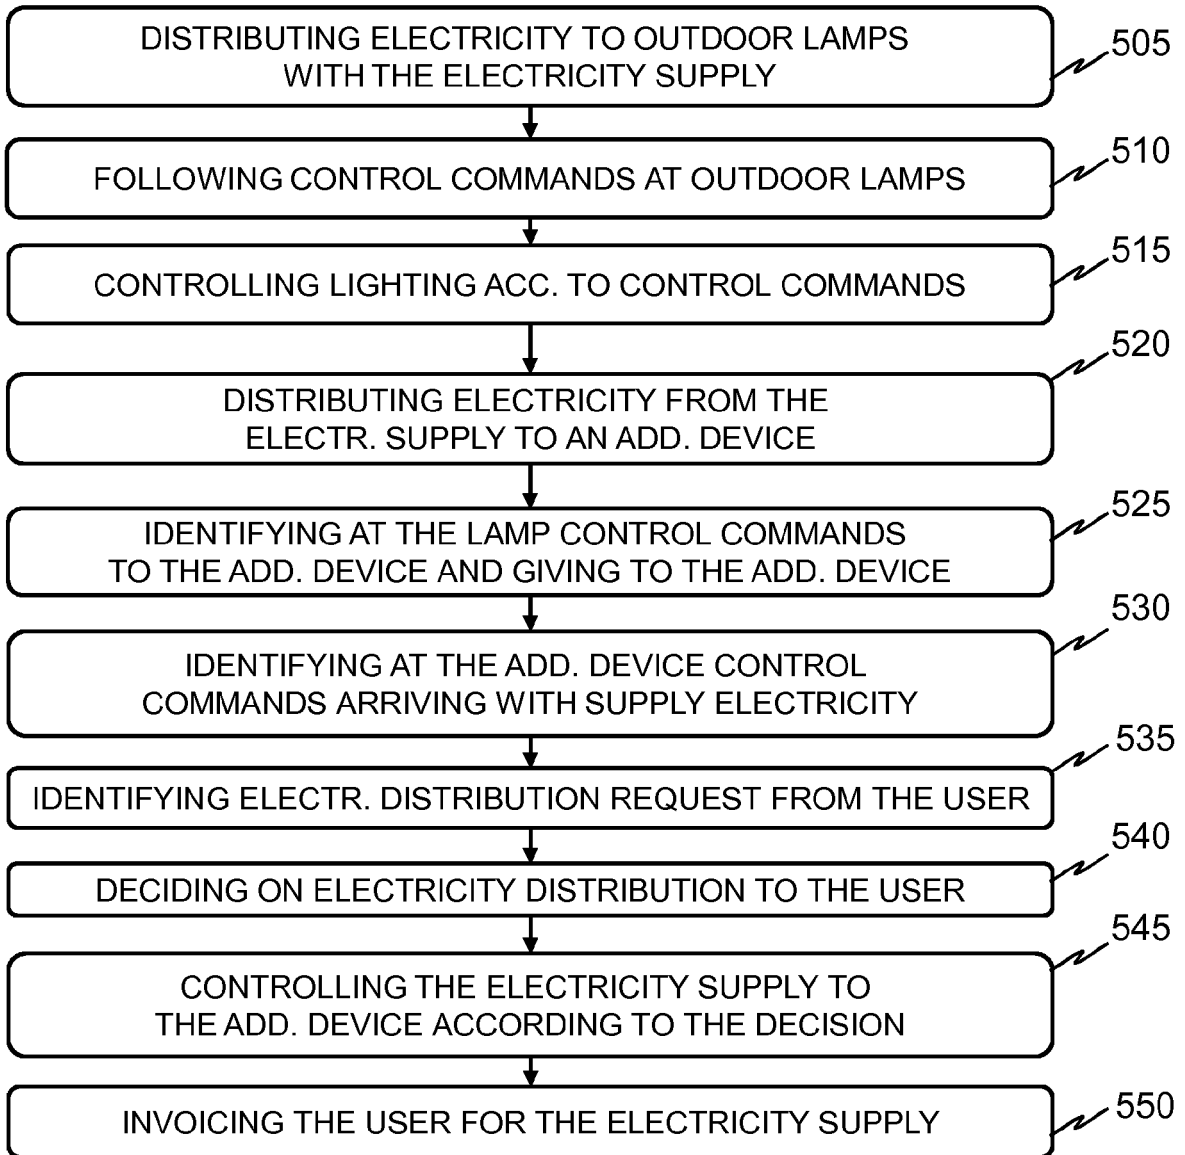 DISTRIBUTING ELECTRICITY TO OUTDOOR LAMPS
WITH THE ELECTRICITY SUPPLY
505
FOLLOWING CONTROL COMMANDS AT OUTDOOR LAMPS
510
CONTROLLING LIGHTING ACC. TO CONTROL COMMANDS
515
DISTRIBUTING ELECTRICITY FROM THE
ELECTR. SUPPLY TO AN ADD. DEVICE
520
IDENTIFYING AT THE LAMP CONTROL COMMANDS
TO THE ADD. DEVICE AND GIVING TO THE ADD. DEVICE
525
IDENTIFYING AT THE ADD. DEVICE CONTROL
COMMANDS ARRIVING WITH SUPPLY ELECTRICITY
530
IDENTIFYING ELECTR. DISTRIBUTION REQUEST FROM THE USER
535
DECIDING ON ELECTRICITY DISTRIBUTION TO THE USER
540
CONTROLLING THE ELECTRICITY SUPPLY TO
THE ADD. DEVICE ACCORDING TO THE DECISION
545
INVOICING THE USER FOR THE ELECTRICITY SUPPLY
550